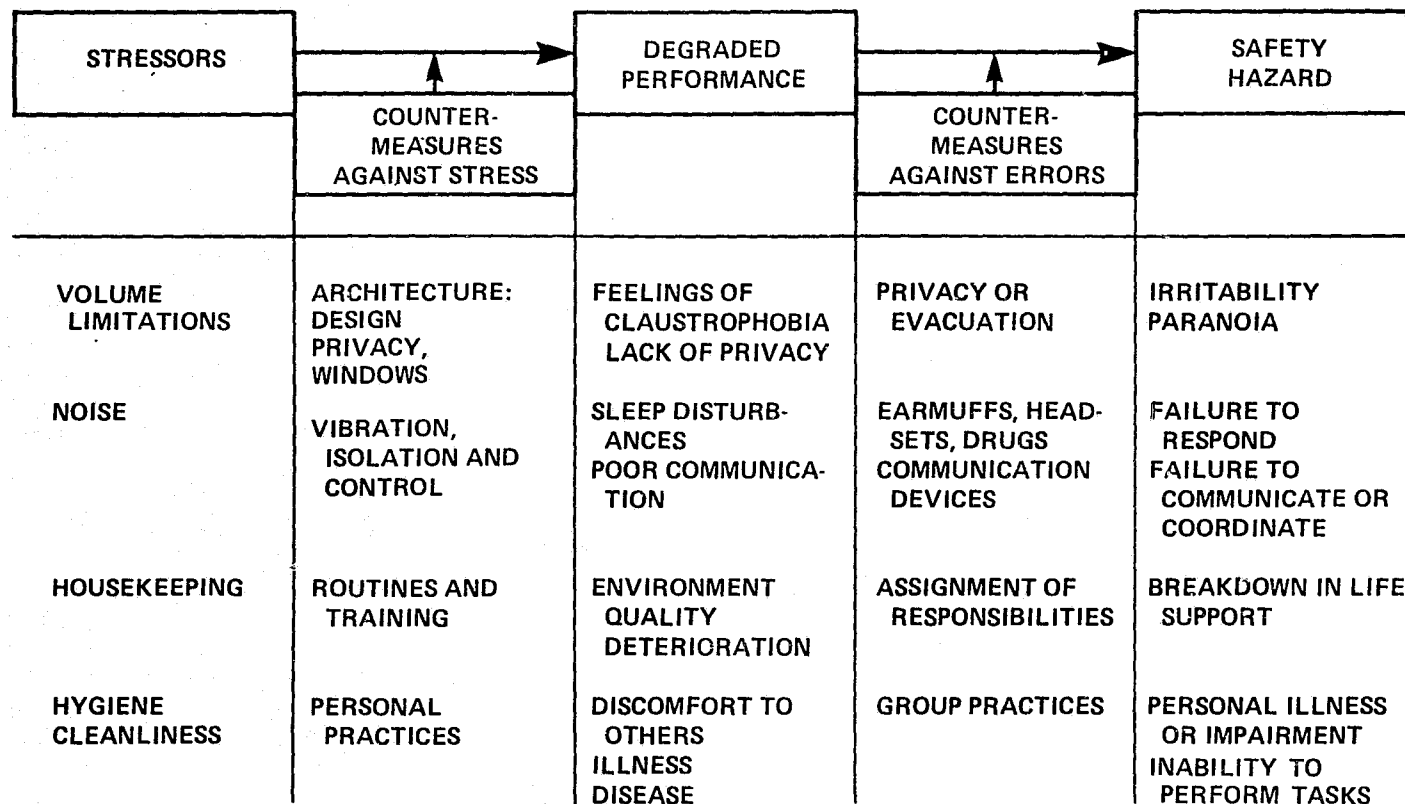 STRESSORS
DEGRADED
PERFORMANCE
SAFETY
HAZARD
COUNTER-
MEASURES
AGAINST STRESS
COUNTER-
MEASURES
AGAINST ERRORS
VOLUME
LIMITATIONS
ARCHITECTURE:
DESIGN
PRIVACY,
WINDOWS
FEELINGS OF
CLAUSTROPHOBIA
LACK OF PRIVACY
PRIVACY OR
EVACUATION
IRRITABILITY
PARANOIA
NOISE
VIBRATION,
ISOLATION AND
CONTROL
SLEEP DISTURB-
ANCES
POOR COMMUNICA-
TION
EARMUFFS, HEAD-
SETS, DRUGS
COMMUNICATION
DEVICES
FAILURE TO
RESPOND
FAILURE TO
COMMUNICATE OR
COORDINATE
HOUSEKEEPING
ROUTINES AND
TRAINING
ENVIRONMENT
QUALITY
DETERIORATION
ASSIGNMENT OF
RESPONSIBILITIES
BREAKDOWN IN LIFE
SUPPORT
HYGIENE
CLEANLINESS
PERSONAL
PRACTICES
DISCOMFORT TO
OTHERS
ILLNESS
DISEASE
GROUP PRACTICES
PERSONAL ILLNESS
OR IMPAIRMENT
INABILITY TO
PERFORM TASKS